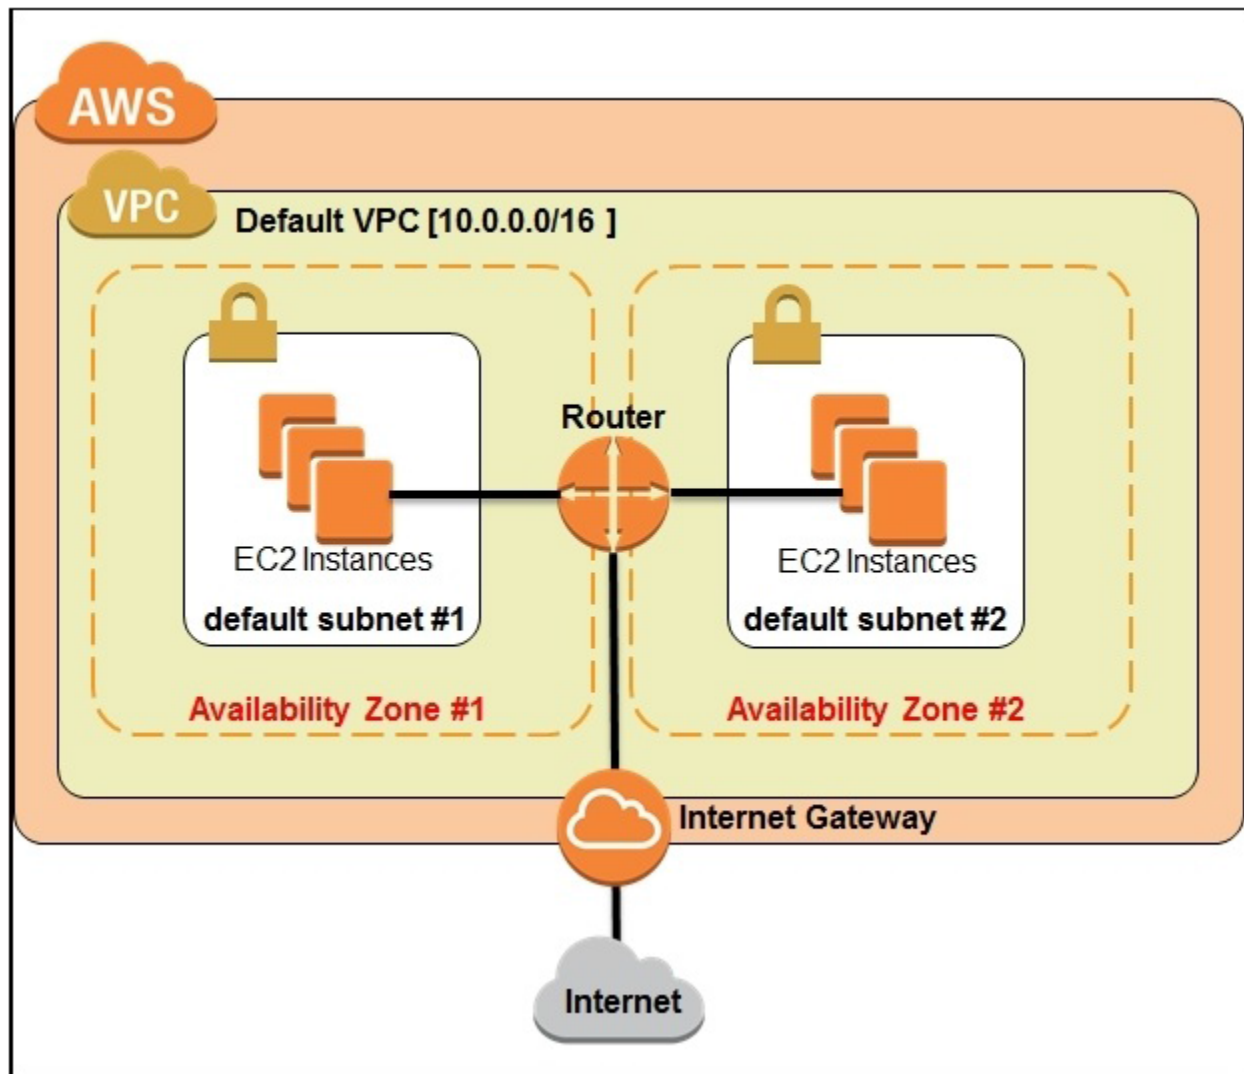 AWS
VPC
Default VPC [10.0.0.0/16 ]
Router
EC2 Instances
EC2 Instances
default subnet #1
default subnet #2
Availability Zone #1
Availability Zone #2
Internet Gateway
Internet